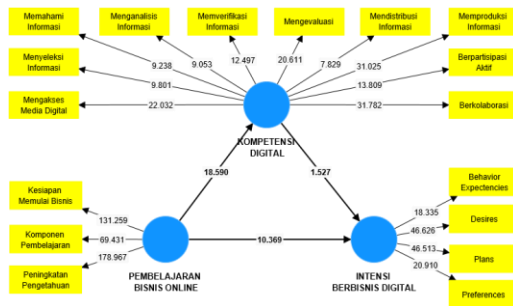 Memahami
Informasi
Menganalisis
Informasi
Memverifikasi
Informasi
Mengevaluasi
Mendistribusi
Informasi
Memproduksi
Informasi
Menyeleksi
Informasi
Berpartisipasi
Aktif
Mengakses
Media Digital
Berkolaborasi
9.238
9.053
12.497
20.611
7.829
31.025
9.801
13.809
22.032
31.782
KOMPETENSI
DIGITAL
18.590
1.527
Kesiapan
Memulai Bisnis
Komponen
Pembelajaran
Peningkatan
Pengetahuan
131.259
69.431
178.967
10.369
PEMBELAJARAN
BISNIS ONLINE
INTENSI
BERBISNIS DIGITAL
18.335
46.626
46.513
20.910
Behavior
Expectencies
Desires
Plans
Preferences